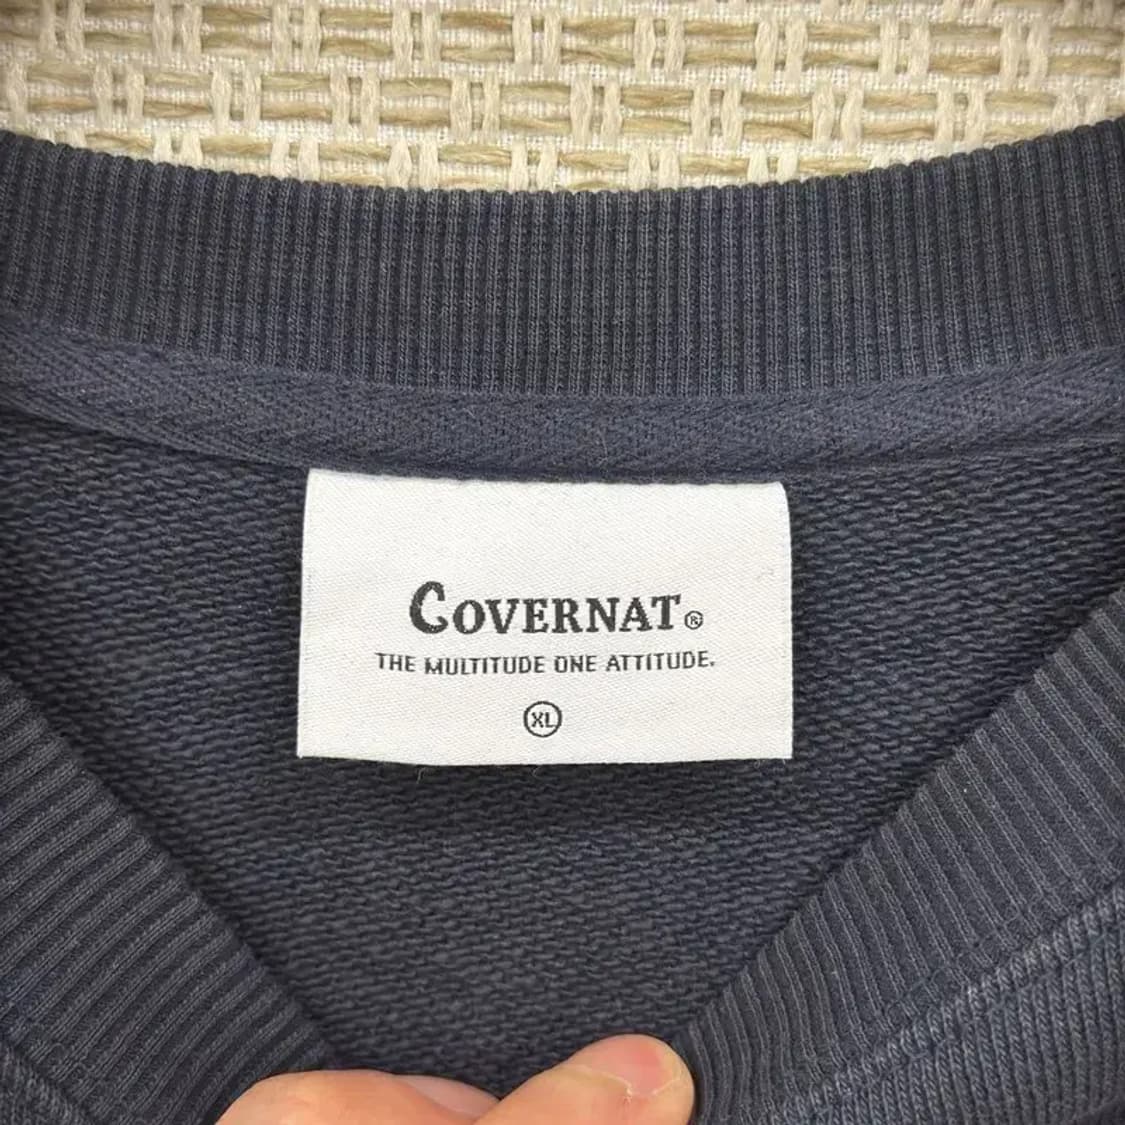 COVERNAT®
THE MULTITUDE ONE ATTITUDE.
XL